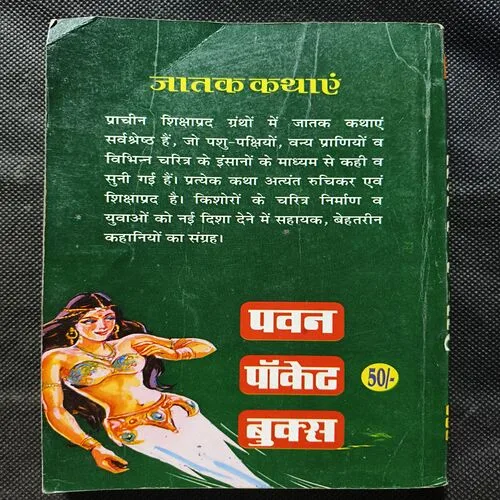 जातक कथाएं
प्राचीन शिक्षाप्रद ग्रंथों में जातक कथाएं
सर्वश्रेष्ठ हैं, जो पशु-पक्षियों, वन्य प्राणियों व
विभिन्न चरित्र के इंसानों के माध्यम से कही व
सुनी गई हैं। प्रत्येक कथा अत्यंत रुचिकर एवं
शिक्षाप्रद है। किशोरों के चरित्र निर्माण व
युवाओं को नई दिशा देने में सहायक, बेहतरीन
कहानियों का संग्रह।
पवन
पॉकेट
50/-
बुक्स